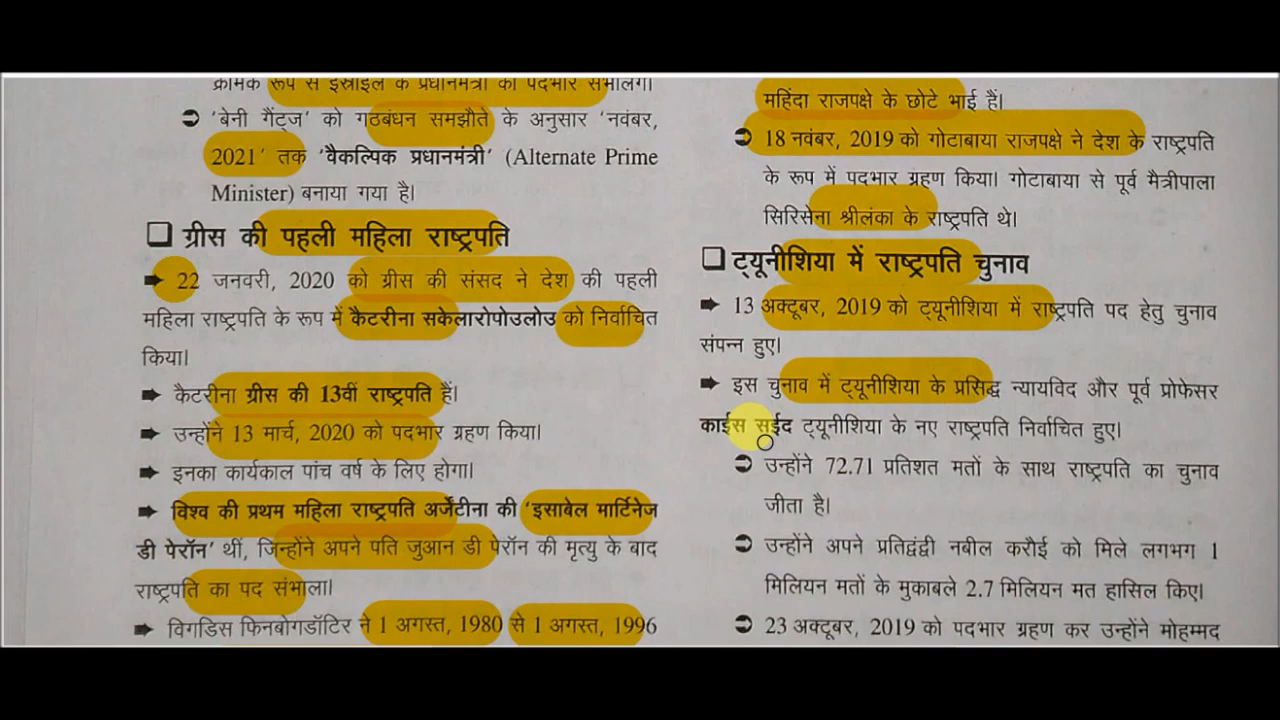 क्रमिक रूप से इस्राइल के प्रधानमंत्री का पदभार संभालेंगे।
➲ 'बेनी गैंट्ज' को गठबंधन समझौते के अनुसार 'नवंबर,
2021' तक 'वैकल्पिक प्रधानमंत्री' (Alternate Prime
Minister) बनाया गया है।
❑ ग्रीस की पहली महिला राष्ट्रपति
➡ 22 जनवरी, 2020 को ग्रीस की संसद ने देश की पहली
महिला राष्ट्रपति के रूप में कैटरीना सकेलारोपोउलोउ को निर्वाचित
किया।
➡ कैटरीना ग्रीस की 13वीं राष्ट्रपति हैं।
➡ उन्होंने 13 मार्च, 2020 को पदभार ग्रहण किया।
➡ इनका कार्यकाल पांच वर्ष के लिए होगा।
➡ विश्व की प्रथम महिला राष्ट्रपति अर्जेंटीना की 'इसाबेल मार्टिनेज
डी पेरॉन' थीं, जिन्होंने अपने पति जुआन डी पेरॉन की मृत्यु के बाद
राष्ट्रपति का पद संभाला।
➡ विगडिस फिनबोगडॉटिर ने 1 अगस्त, 1980 से 1 अगस्त, 1996
महिंदा राजपक्षे के छोटे भाई हैं।
➲ 18 नवंबर, 2019 को गोटाबाया राजपक्षे ने देश के राष्ट्रपति
के रूप में पदभार ग्रहण किया। गोटाबाया से पूर्व मैत्रीपाला
सिरिसेना श्रीलंका के राष्ट्रपति थे।
❑ ट्यूनीशिया में राष्ट्रपति चुनाव
➡ 13 अक्टूबर, 2019 को ट्यूनीशिया में राष्ट्रपति पद हेतु चुनाव
संपन्न हुए।
➡ इस चुनाव में ट्यूनीशिया के प्रसिद्ध न्यायविद और पूर्व प्रोफेसर
काईस सईद ट्यूनीशिया के नए राष्ट्रपति निर्वाचित हुए।
➲ उन्होंने 72.71 प्रतिशत मतों के साथ राष्ट्रपति का चुनाव
जीता है।
➲ उन्होंने अपने प्रतिद्वंद्वी नबील करौई को मिले लगभग 1
मिलियन मतों के मुकाबले 2.7 मिलियन मत हासिल किए।
➲ 23 अक्टूबर, 2019 को पदभार ग्रहण कर उन्होंने मोहम्मद